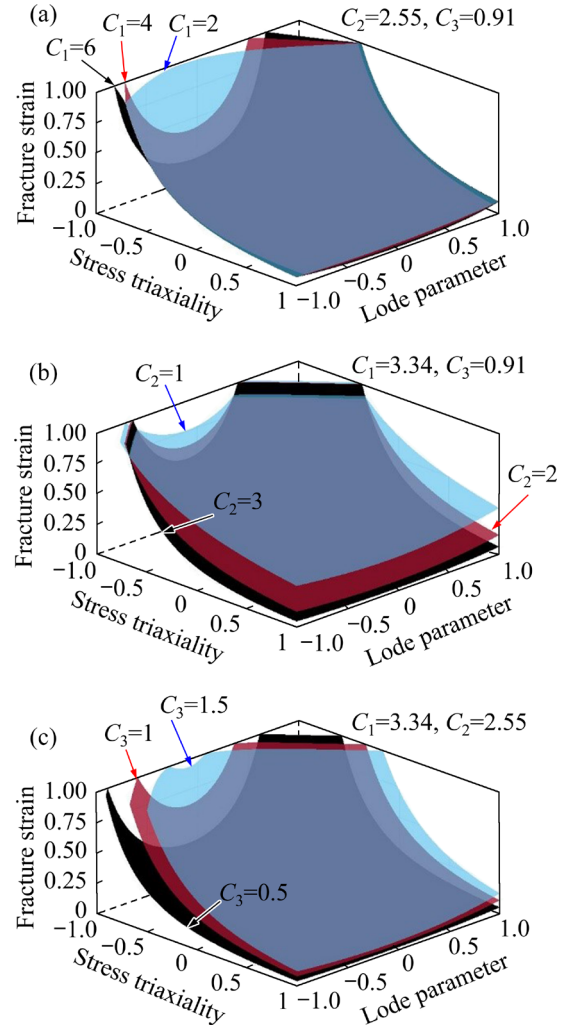 (a)
C₁=4
C₁=2
C₁=6
C₂=2.55, C₃=0.91
1.00
0.75
0.50
0.25
0
Fracture strain
−1.0
−0.5
0
0.5
1
Stress triaxiality
−1.0
−0.5
0
0.5
1.0
Lode parameter
(b)
C₂=1
C₁=3.34, C₃=0.91
C₂=2
C₂=3
1.00
0.75
0.50
0.25
0
Fracture strain
−1.0
−0.5
0
0.5
1
Stress triaxiality
−1.0
−0.5
0
0.5
1.0
Lode parameter
(c)
C₃=1.5
C₃=1
C₁=3.34, C₂=2.55
C₃=0.5
1.00
0.75
0.50
0.25
0
Fracture strain
−1.0
−0.5
0
0.5
1
Stress triaxiality
−1.0
−0.5
0
0.5
1.0
Lode parameter